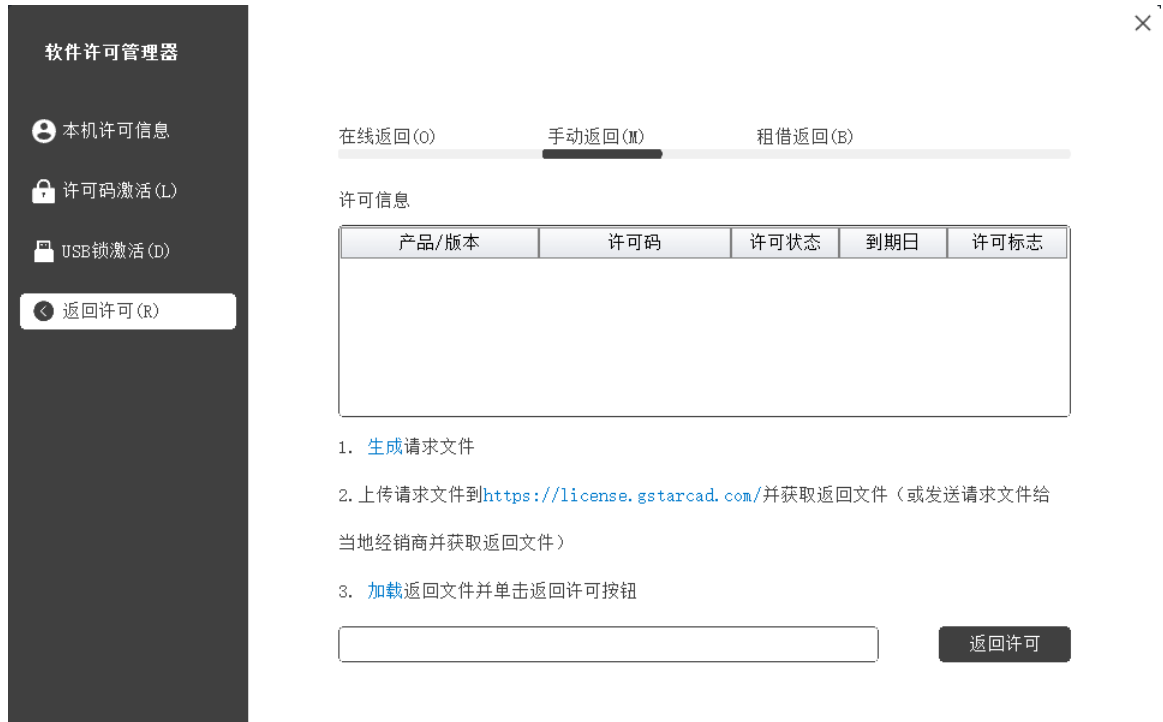 软件许可管理器
本机许可信息
许可码激活(L)
USB锁激活(D)
返回许可(R)
在线返回(O) 手动返回(M) 租借返回(B)
许可信息
产品/版本 许可码 许可状态 到期日 许可标志
1. 生成请求文件
2.上传请求文件到https://license.gstarcad.com/并获取返回文件（或发送请求文件给
当地经销商并获取返回文件）
3. 加载返回文件并单击返回许可按钮
返回许可